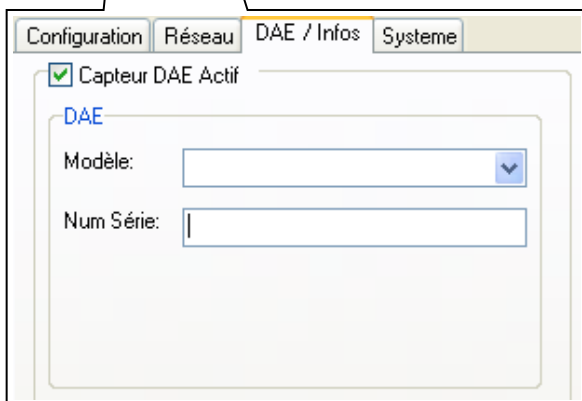 Configuration Réseau DAE / Infos Systeme
Capteur DAE Actif
DAE
Modèle:
Num Série: